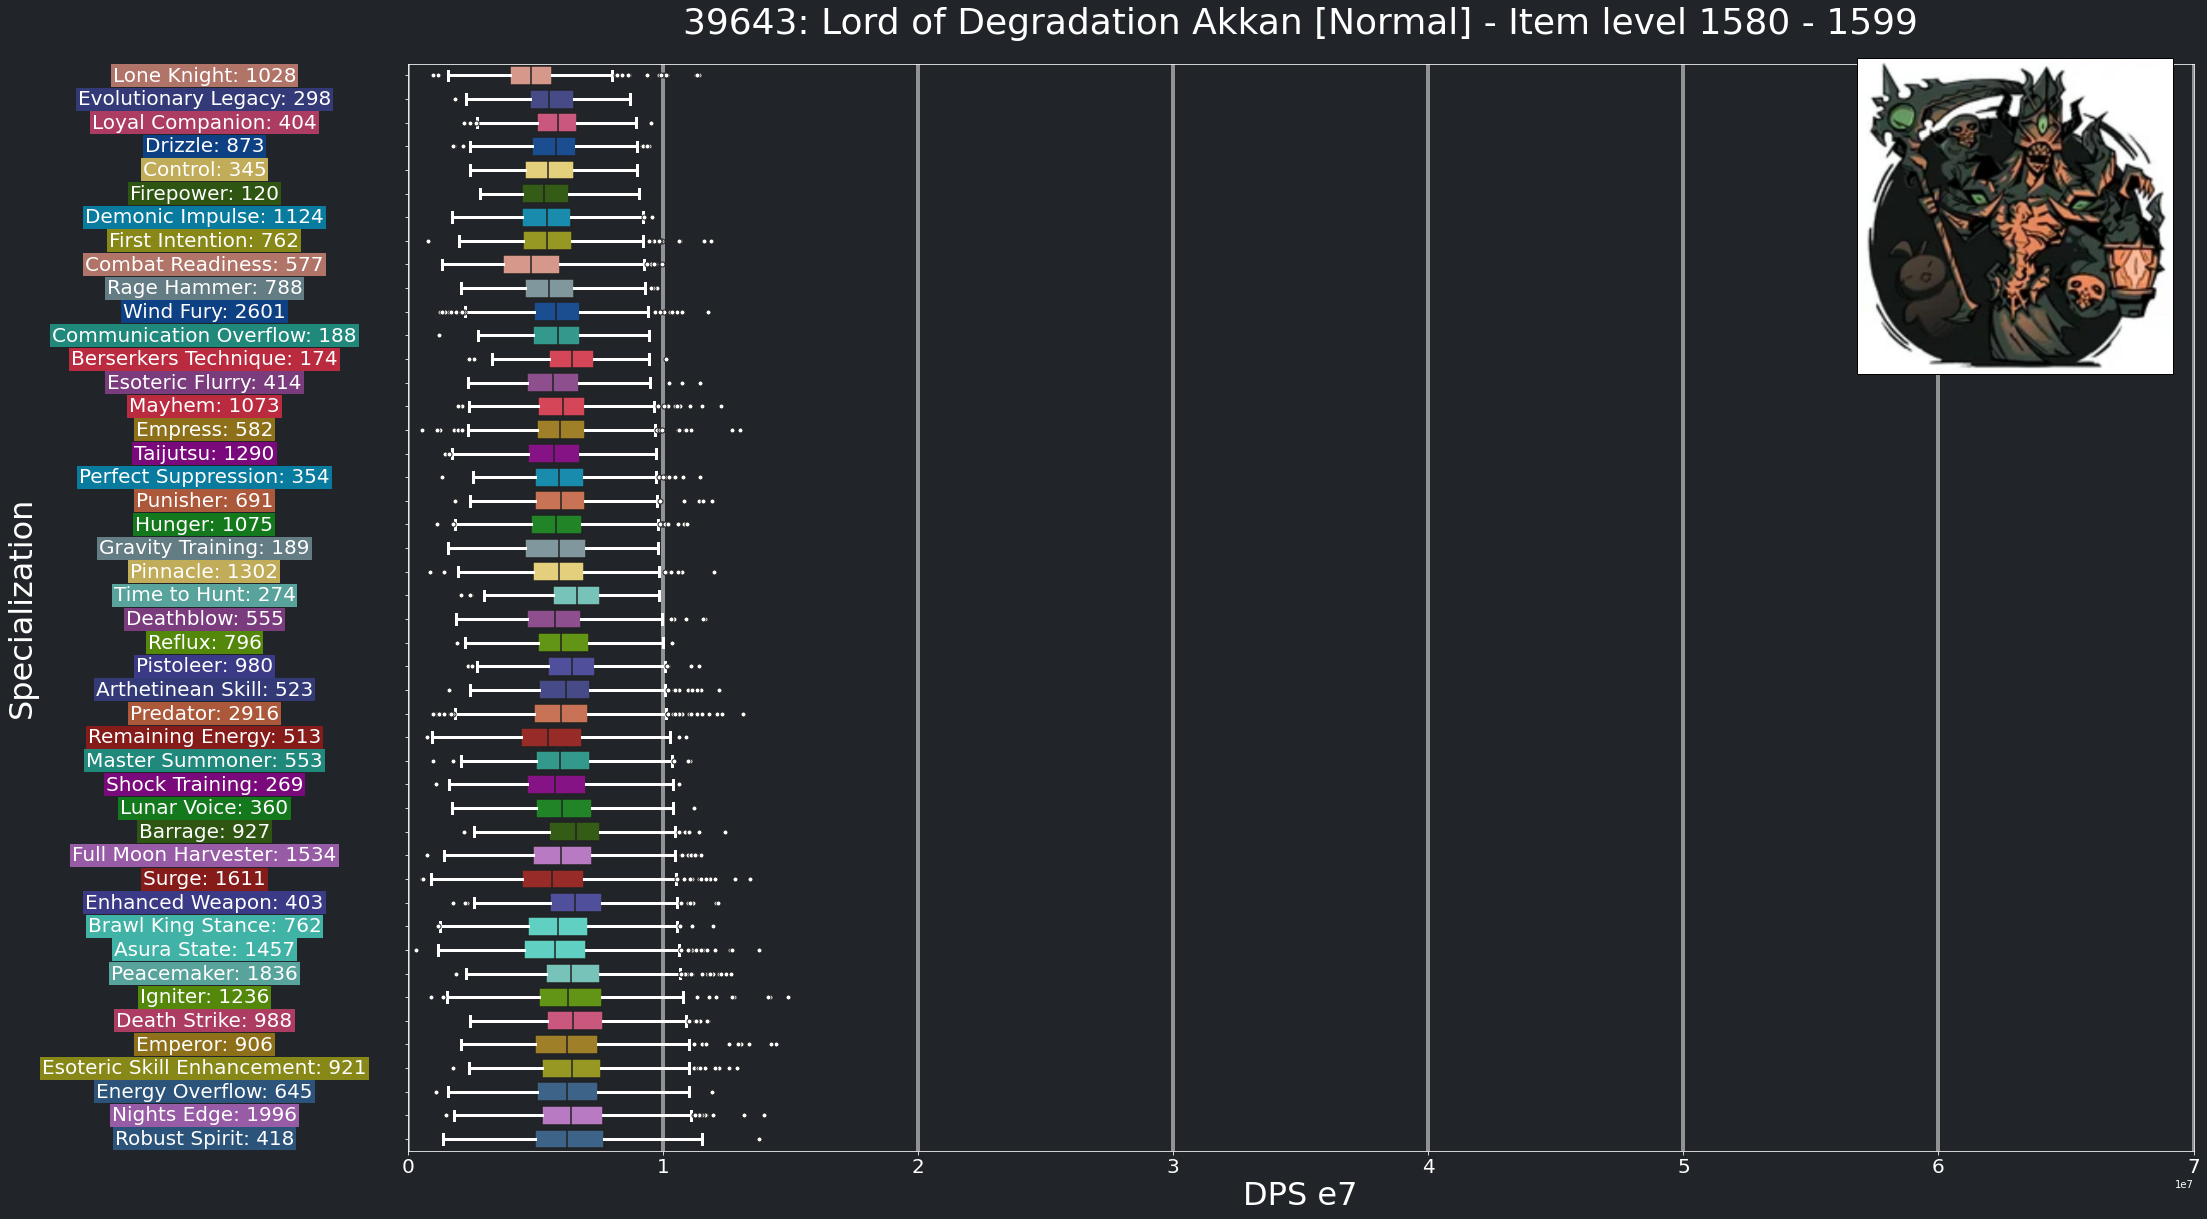 39643: Lord of Degradation Akkan [Normal] - Item level 1580 - 1599
Specialization
Lone Knight: 1028
Evolutionary Legacy: 298
Loyal Companion: 404
Drizzle: 873
Control: 345
Firepower: 120
Demonic Impulse: 1124
First Intention: 762
Combat Readiness: 577
Rage Hammer: 788
Wind Fury: 2601
Communication Overflow: 188
Berserkers Technique: 174
Esoteric Flurry: 414
Mayhem: 1073
Empress: 582
Taijutsu: 1290
Perfect Suppression: 354
Punisher: 691
Hunger: 1075
Gravity Training: 189
Pinnacle: 1302
Time to Hunt: 274
Deathblow: 555
Reflux: 796
Pistoleer: 980
Arthetinean Skill: 523
Predator: 2916
Remaining Energy: 513
Master Summoner: 553
Shock Training: 269
Lunar Voice: 360
Barrage: 927
Full Moon Harvester: 1534
Surge: 1611
Enhanced Weapon: 403
Brawl King Stance: 762
Asura State: 1457
Peacemaker: 1836
Igniter: 1236
Death Strike: 988
Emperor: 906
Esoteric Skill Enhancement: 921
Energy Overflow: 645
Nights Edge: 1996
Robust Spirit: 418
0 1 2 3 4 5 6 7
1e7
DPS e7